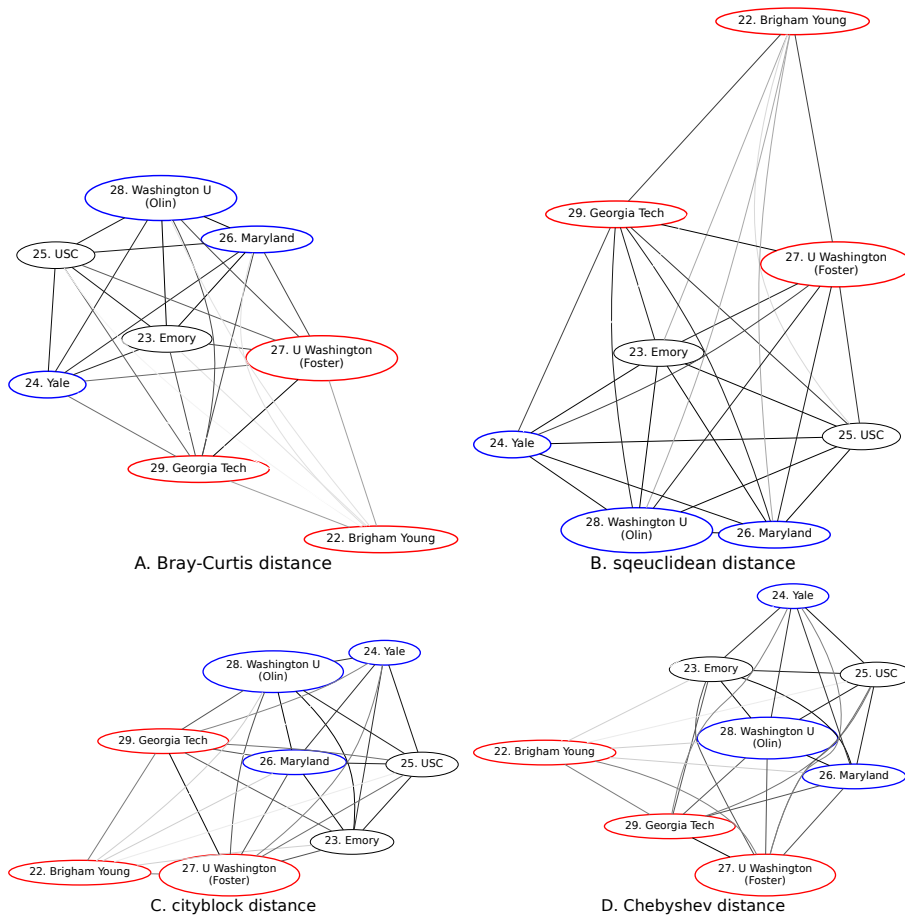 28. Washington U
(Olin)
26. Maryland
25. USC
23. Emory
27. U Washington
(Foster)
24. Yale
29. Georgia Tech
22. Brigham Young
A. Bray-Curtis distance
22. Brigham Young
29. Georgia Tech
27. U Washington
(Foster)
23. Emory
25. USC
24. Yale
28. Washington U
(Olin)
26. Maryland
B. sqeuclidean distance
24. Yale
28. Washington U
(Olin)
29. Georgia Tech
26. Maryland
25. USC
23. Emory
22. Brigham Young
27. U Washington
(Foster)
C. cityblock distance
24. Yale
23. Emory
25. USC
28. Washington U
(Olin)
22. Brigham Young
26. Maryland
29. Georgia Tech
27. U Washington
(Foster)
D. Chebyshev distance